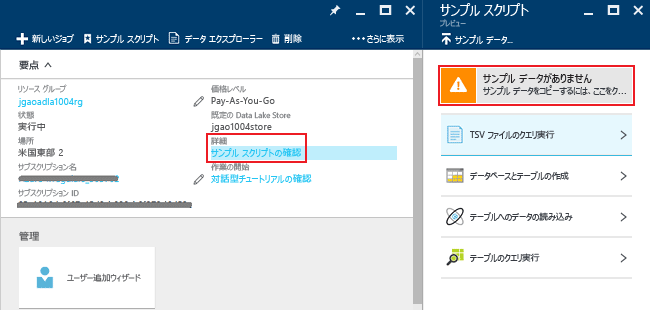 新しいジョブ サンプル スクリプト データ エクスプローラー 削除 ・・・さらに表示
要点
リソース グループ
jgaoadla1004rg
状態
実行中
場所
米国東部 2
サブスクリプション名
サブスクリプション ID
価格レベル
Pay-As-You-Go
既定の Data Lake Store
jgao1004store
詳細
サンプル スクリプトの確認
作業の開始
対話型チュートリアルの確認
管理
ユーザー追加ウィザード
サンプル スクリプト
プレビュー
サンプル データ...
サンプル データがありません
サンプル データをコピーするには、ここをク...
TSV ファイルのクエリ実行
データベースとテーブルの作成
テーブルへのデータの読み込み
テーブルのクエリ実行